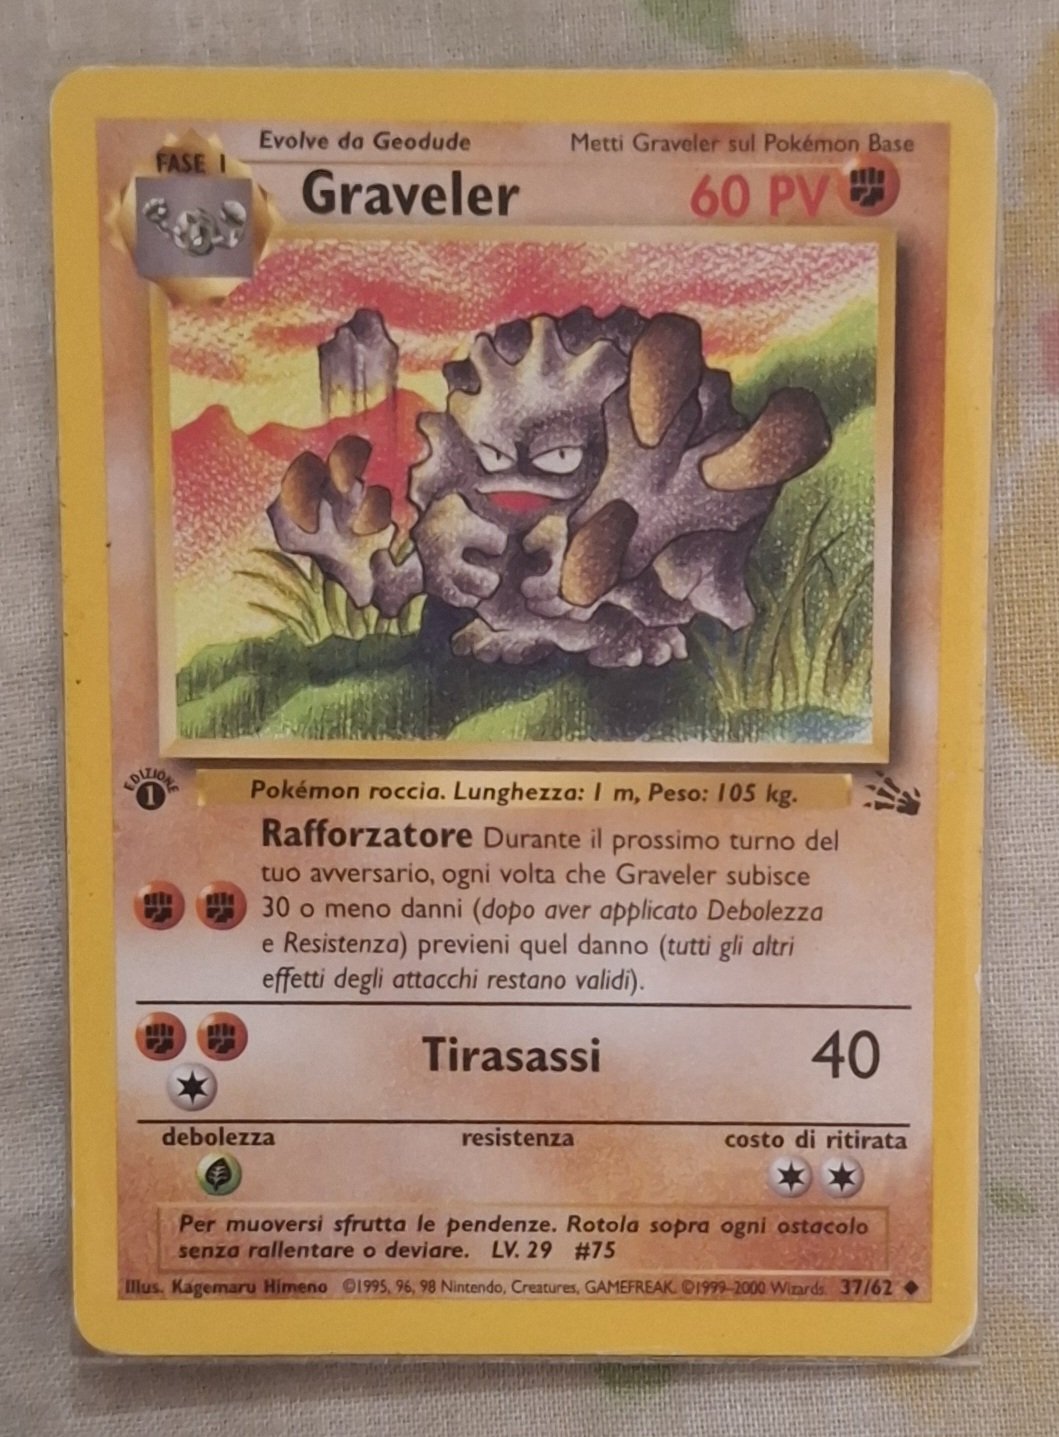 Evolve da Geodude
Metti Graveler sul Pokémon Base
FASE 1
Graveler
60 PV
EDIZIONE
1
Pokémon roccia. Lunghezza: 1 m, Peso: 105 kg.
Rafforzatore Durante il prossimo turno del
tuo avversario, ogni volta che Graveler subisce
30 o meno danni (dopo aver applicato Debolezza
e Resistenza) previeni quel danno (tutti gli altri
effetti degli attacchi restano validi).
Tirasassi 40
debolezza resistenza costo di ritirata
Per muoversi sfrutta le pendenze. Rotola sopra ogni ostacolo
senza rallentare o deviare. LV. 29 #75
Illus. Kagemaru Himeno ©1995, 96, 98 Nintendo, Creatures, GAMEFREAK. ©1999-2000 Wizards. 37/62